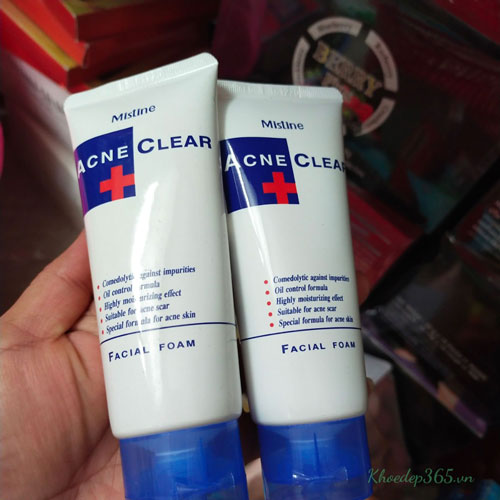 Mistine
ACNE CLEAR
Comedolytic against impurities
Oil control formula
Highly moisturizing effect
Suitable for acne scar
Special formula for acne skin
FACIAL FOAM
Mistine
ACNE CLEAR
Comedolytic against impurities
Oil control formula
Highly moisturizing effect
Suitable for acne scar
Special formula for acne skin
FACIAL FOAM
BERRY
Khoedep365.vn